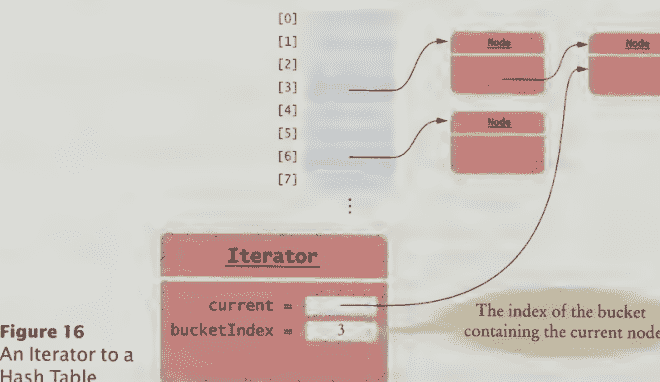 [0]
[1]
[2]
[3]
[4]
[5]
[6]
[7]
Node
Node
Node
Iterator
current =
bucketIndex = 3
The index of the bucket
containing the current node
Figure 16
An Iterator to a
Hash Table